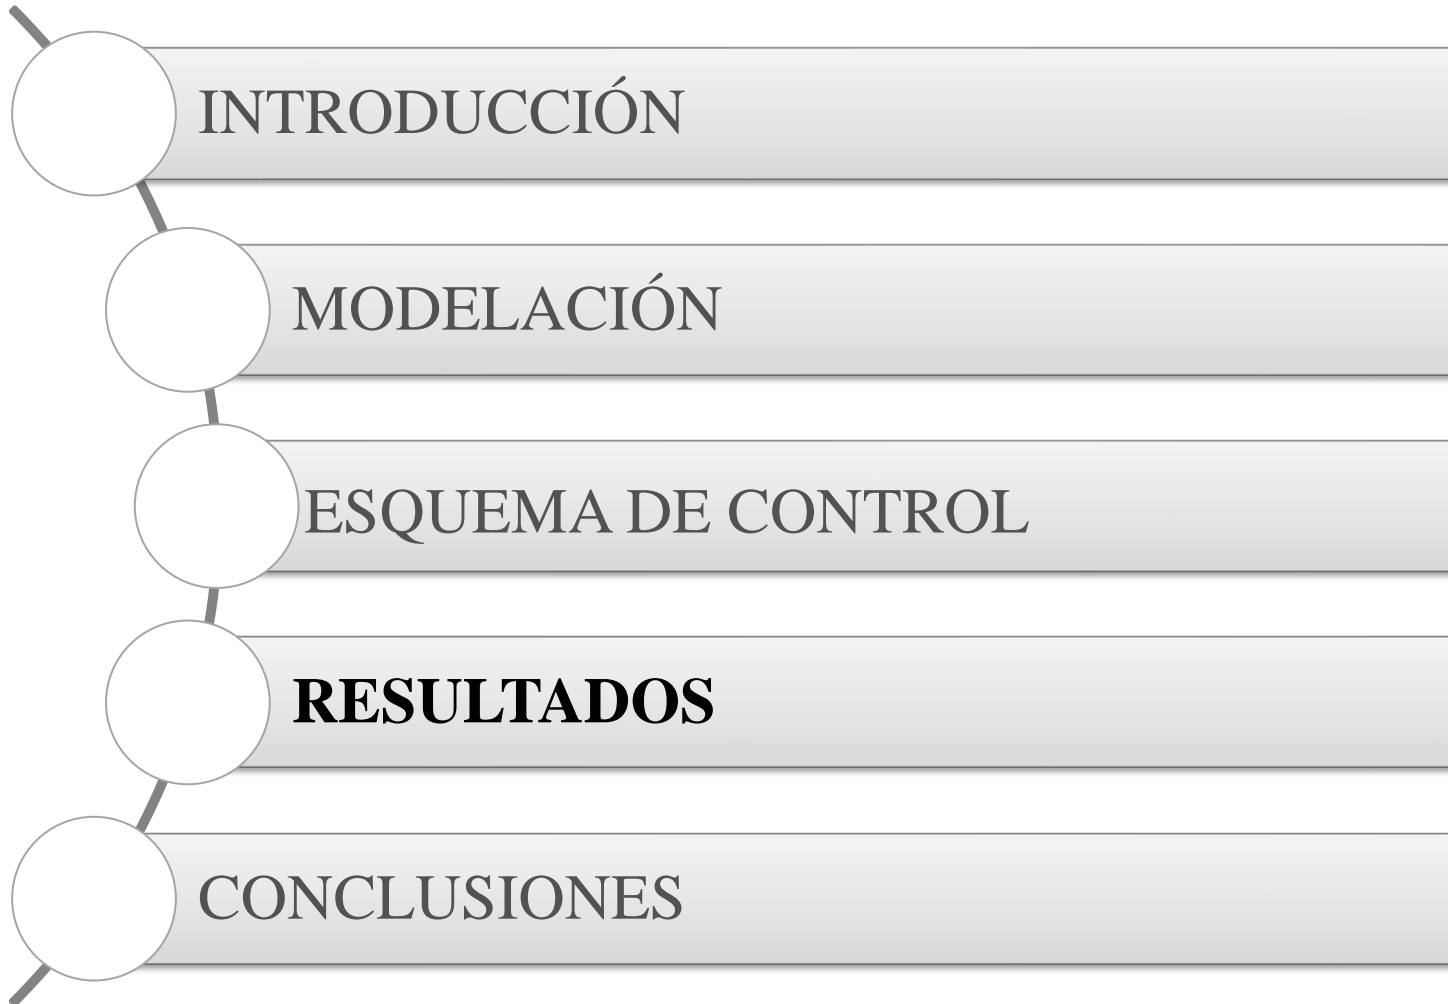 INTRODUCCIÓN
MODELACIÓN
ESQUEMA DE CONTROL
RESULTADOS
CONCLUSIONES